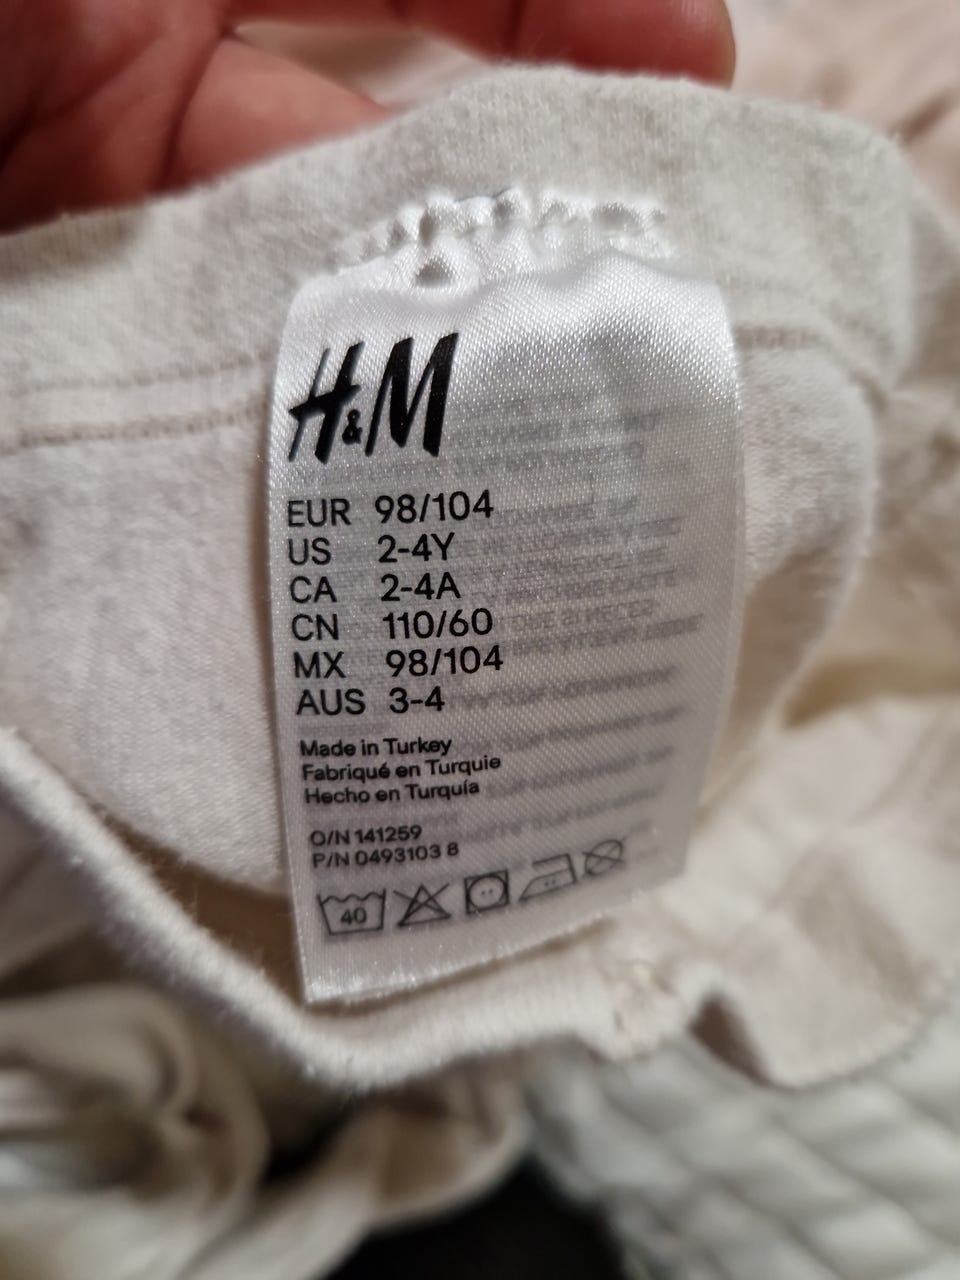 H&M
EUR 98/104
US 2-4Y
CA 2-4A
CN 110/60
MX 98/104
AUS 3-4
Made in Turkey
Fabriqué en Turquie
Hecho en Turquía
O/N 141259
P/N 0493103 8
40